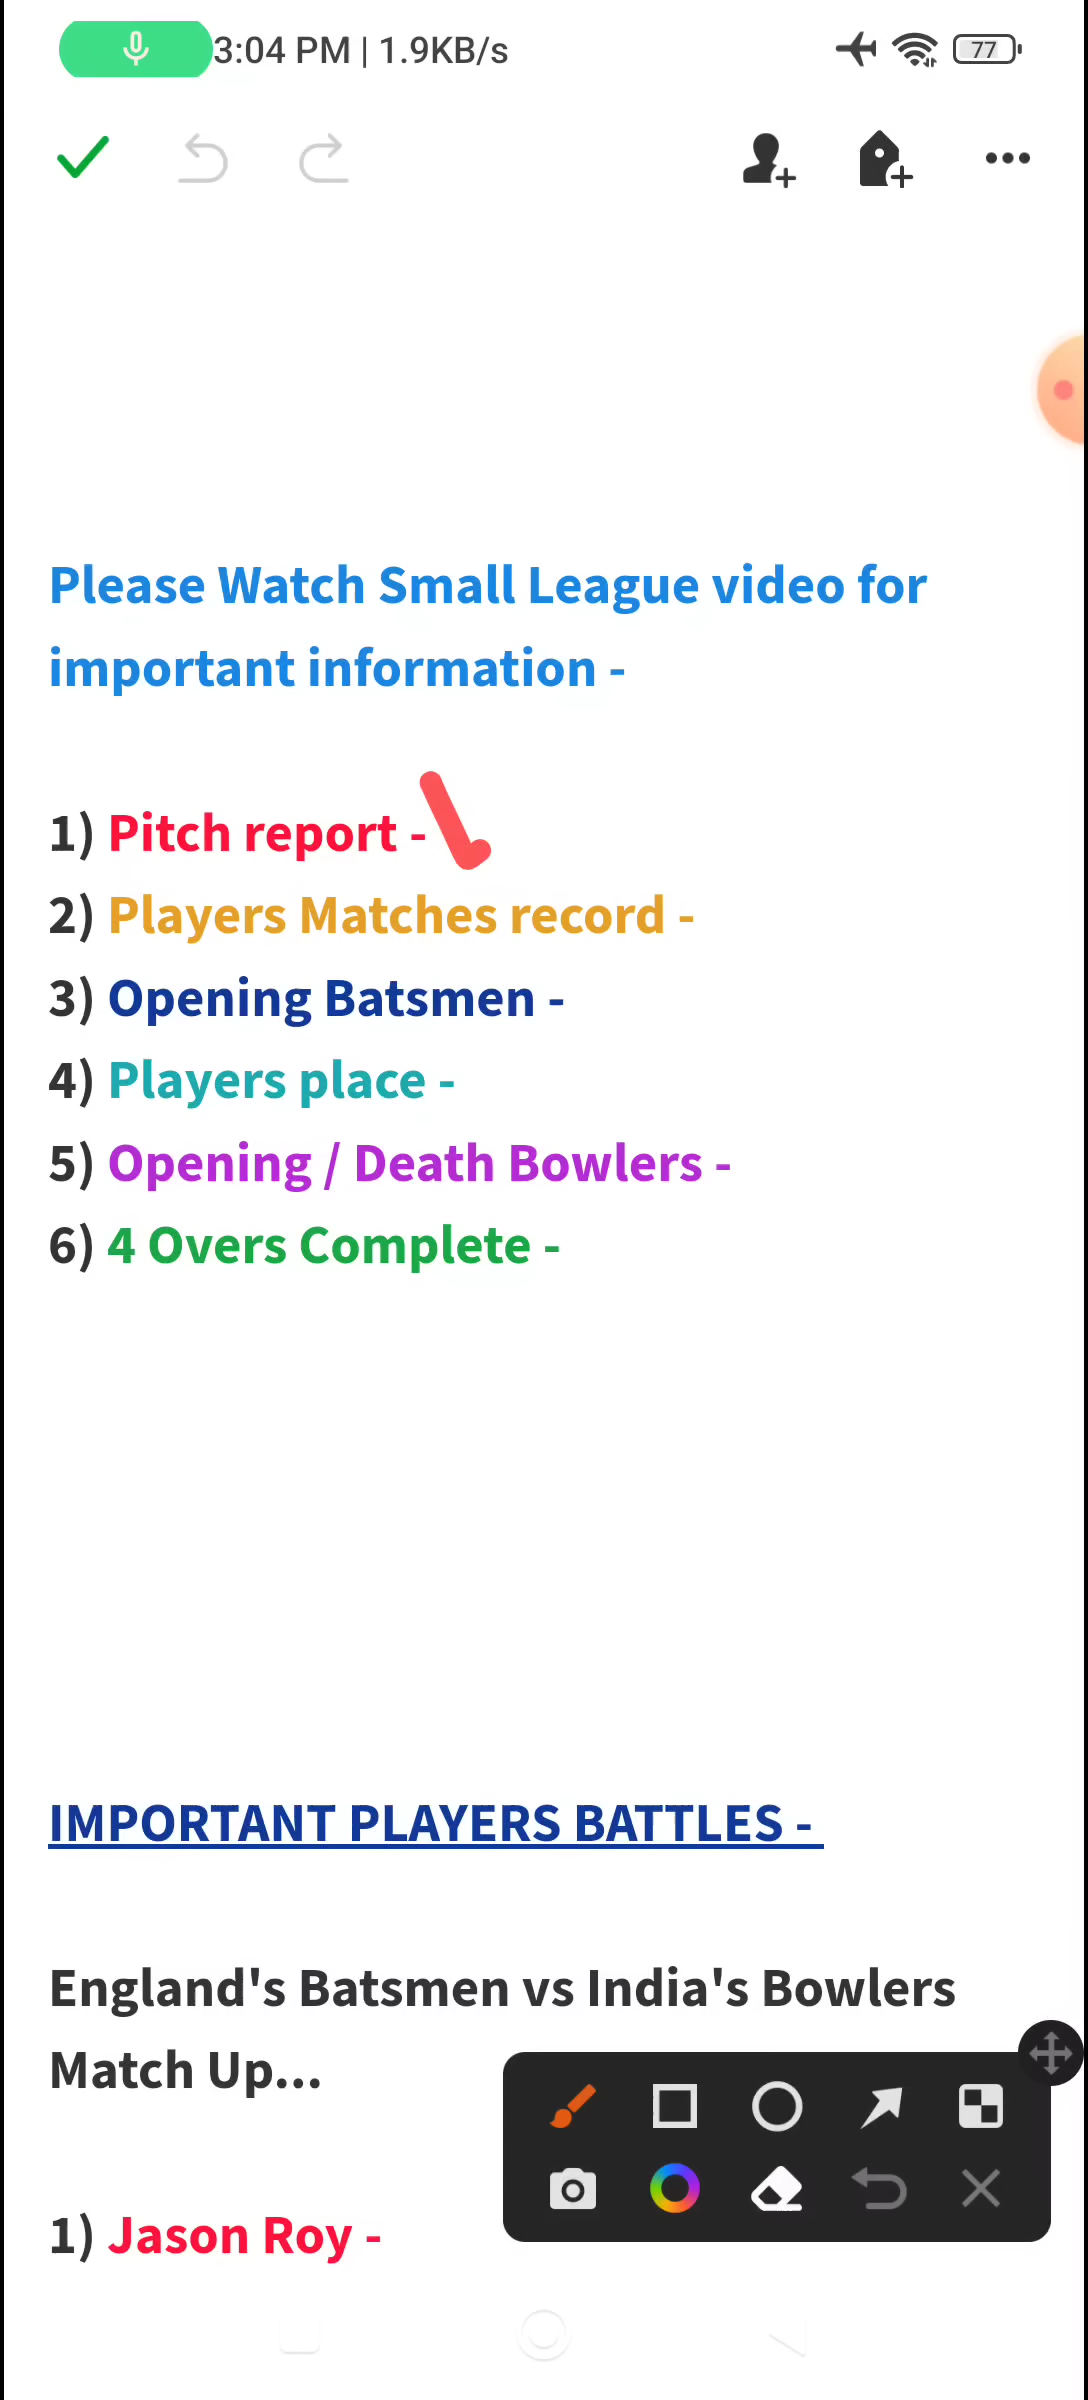 3:04 PM | 1.9KB/s 77
Please Watch Small League video for
important information -
1) Pitch report -
2) Players Matches record -
3) Opening Batsmen -
4) Players place -
5) Opening / Death Bowlers -
6) 4 Overs Complete -
IMPORTANT PLAYERS BATTLES -
England's Batsmen vs India's Bowlers
Match Up...
1) Jason Roy -